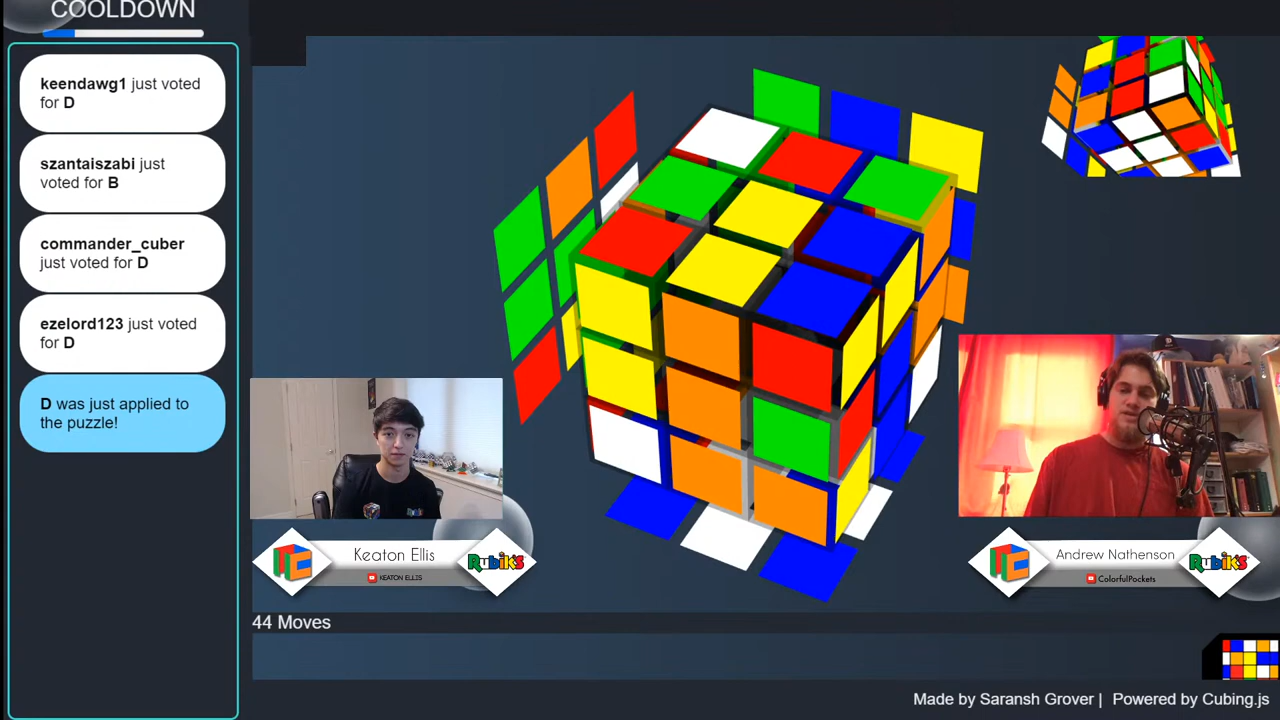 COOLDOWN
keendawg1 just voted
for D
szantaiszabi just
voted for B
commander_cuber
just voted for D
ezelord123 just voted
for D
D was just applied to
the puzzle!
Keaton Ellis
KEATON ELLIS
Rubik's
Andrew Nathenson
ColorfulPockets
Rubik's
44 Moves
Made by Saransh Grover | Powered by Cubing.js